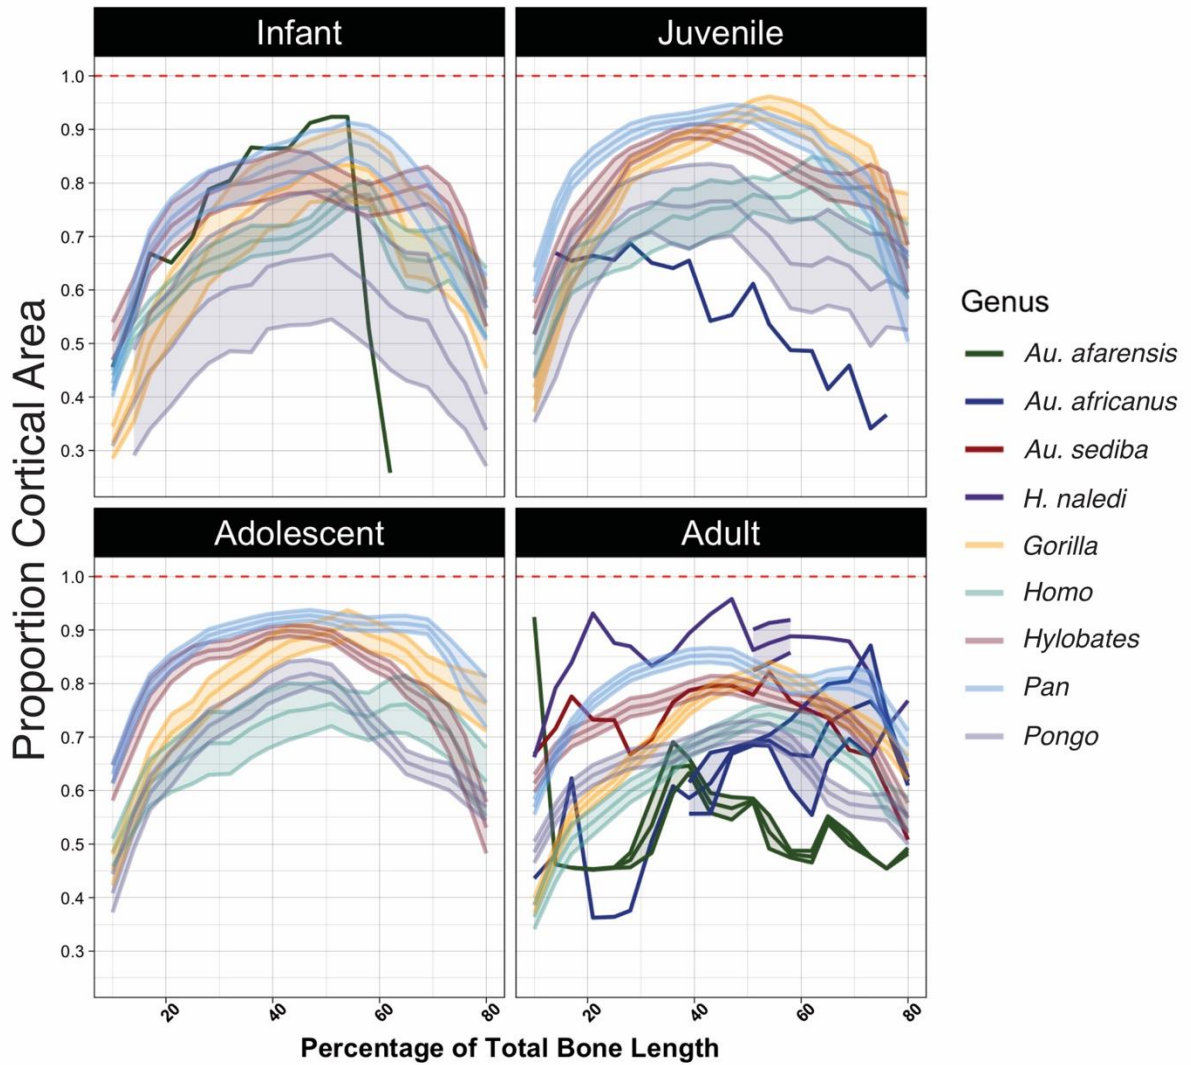 Infant
Juvenile
1.0
0.9
0.8
0.7
0.6
0.5
0.4
0.3
Adolescent
Adult
1.0
0.9
0.8
0.7
0.6
0.5
0.4
0.3
20
40
60
80
20
40
60
80
Proportion Cortical Area
Percentage of Total Bone Length
Genus
Au. afarensis
Au. africanus
Au. sediba
H. naledi
Gorilla
Homo
Hylobates
Pan
Pongo